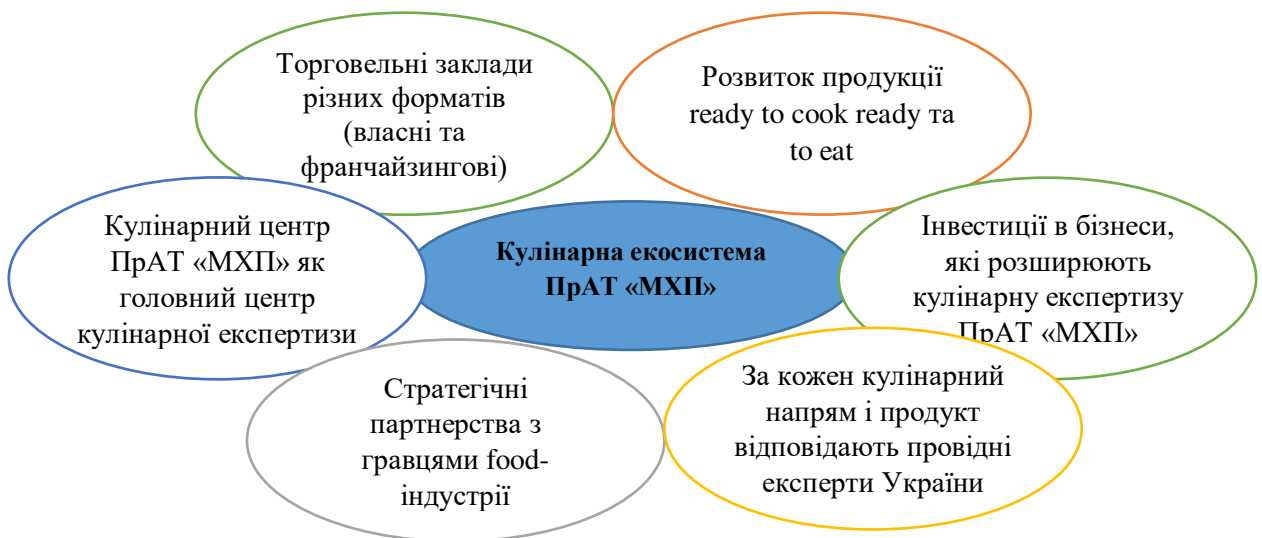 Торговельні заклади
різних форматів
(власні та
франчайзингові)
Розвиток продукції
ready to cook ready та
to eat
Кулінарний центр
ПрАТ «МХП» як
головний центр
кулінарної експертизи
Кулінарна екосистема
ПрАТ «МХП»
Інвестиції в бізнеси,
які розширюють
кулінарну експертизу
ПрАТ «МХП»
Стратегічні
партнерства з
гравцями food-
індустрії
За кожен кулінарний
напрям і продукт
відповідають провідні
експерти України